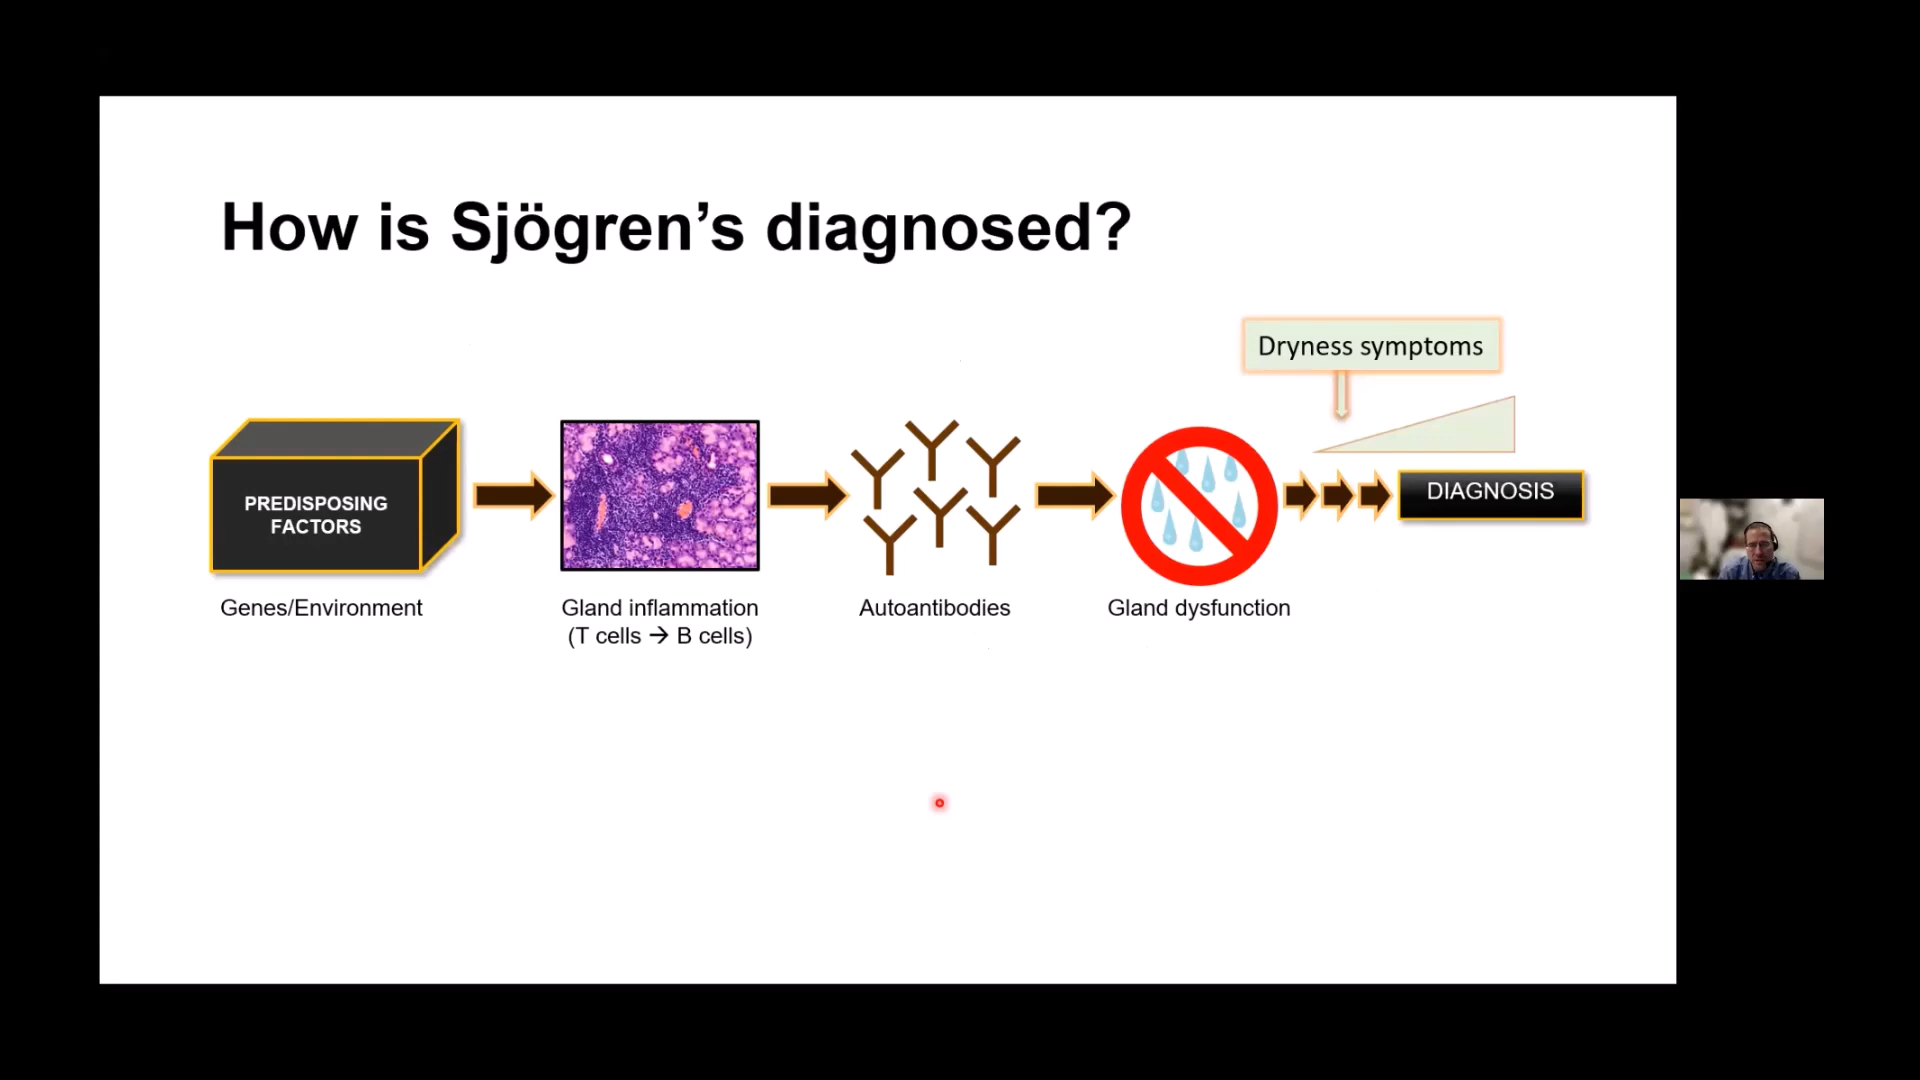 How is Sjögren’s diagnosed?
Dryness symptoms
PREDISPOSING
FACTORS
DIAGNOSIS
Genes/Environment
Gland inflammation
(T cells → B cells)
Autoantibodies
Gland dysfunction